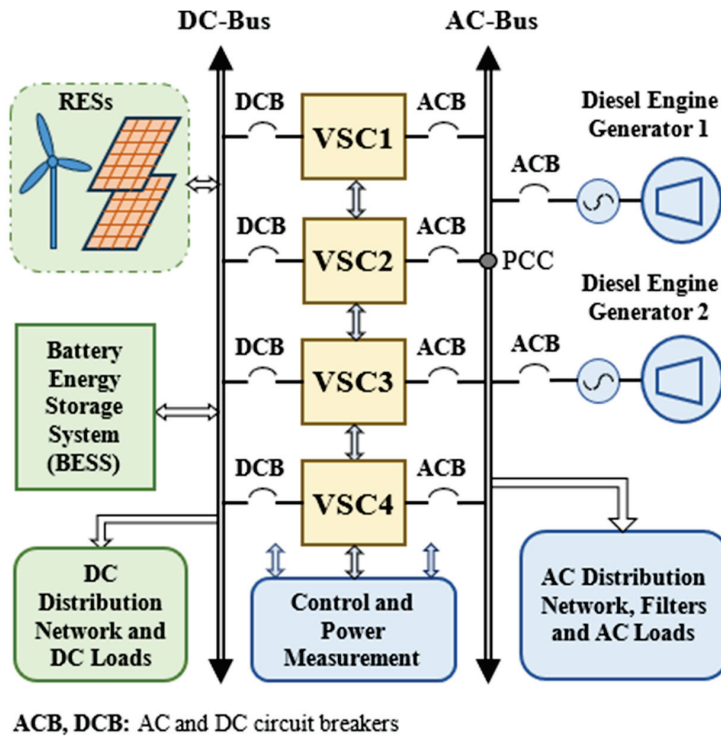 DC-Bus
AC-Bus
RESs
DCB
VSC1
ACB
Diesel Engine
Generator 1
ACB
DCB
VSC2
ACB
PCC
Diesel Engine
Generator 2
Battery
Energy
Storage
System
(BESS)
DCB
VSC3
ACB
ACB
DCB
VSC4
ACB
DC
Distribution
Network and
DC Loads
Control and
Power
Measurement
AC Distribution
Network, Filters
and AC Loads
ACB, DCB: AC and DC circuit breakers